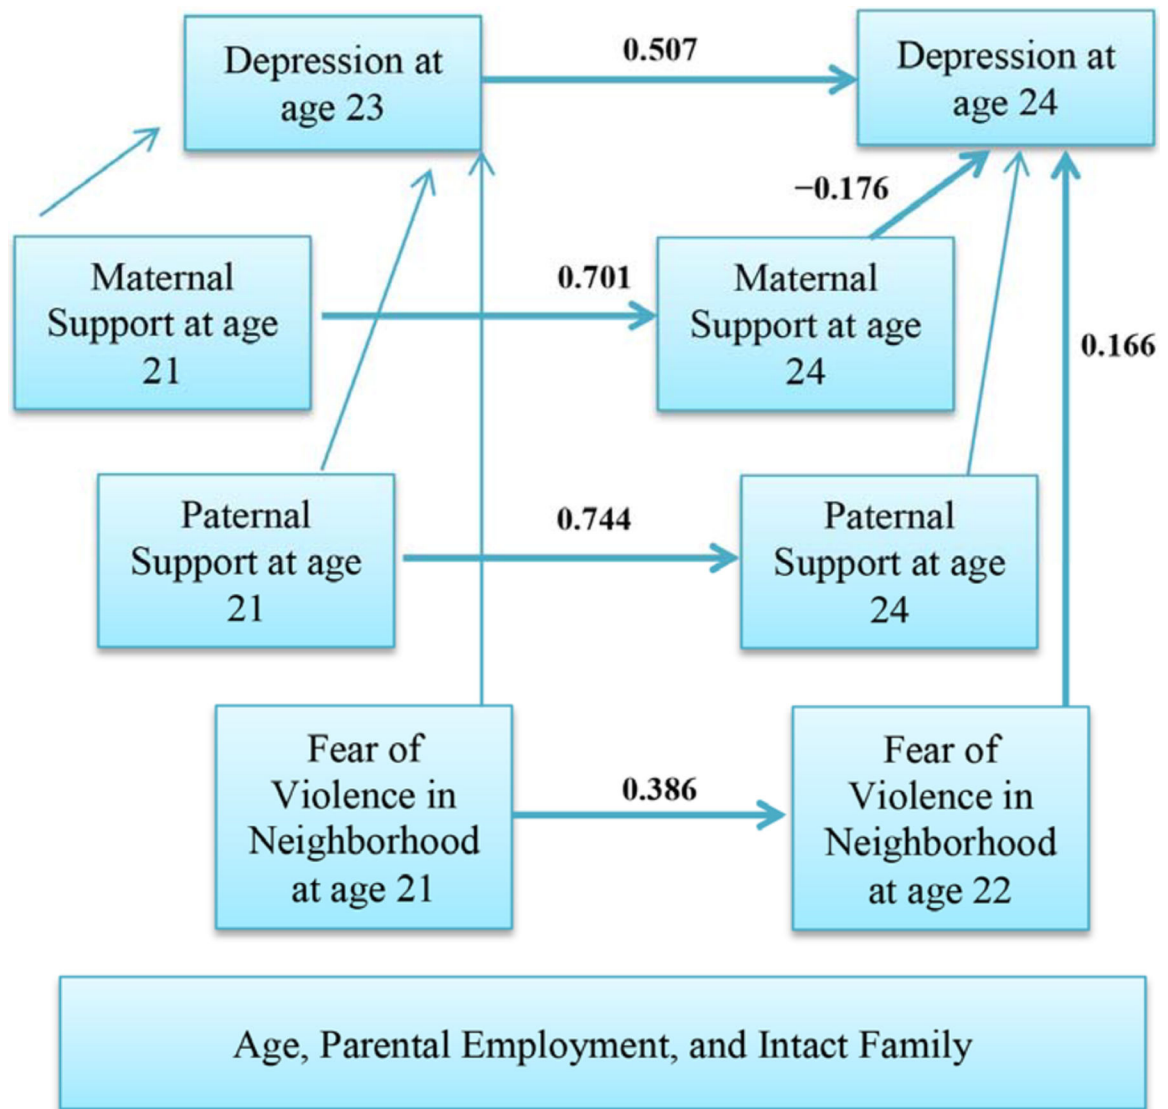 Depression at
age 23
0.507
Depression at
age 24
−0.176
Maternal
Support at age
21
0.701
Maternal
Support at age
24
0.166
Paternal
Support at age
21
0.744
Paternal
Support at age
24
Fear of
Violence in
Neighborhood
at age 21
0.386
Fear of
Violence in
Neighborhood
at age 22
Age, Parental Employment, and Intact Family